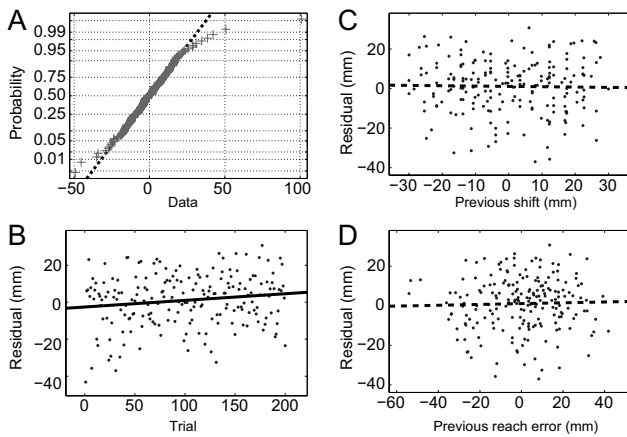 A
Probability
0.99
0.95
0.75
0.50
0.25
0.05
0.01
−50 0 50 100
Data
B
Residual (mm)
20
0
−20
−40
0 50 100 150 200
Trial
C
Residual (mm)
20
0
−20
−40
−30 −20 −10 0 10 20 30
Previous shift (mm)
D
Residual (mm)
20
0
−20
−40
−60 −40 −20 0 20 40
Previous reach error (mm)